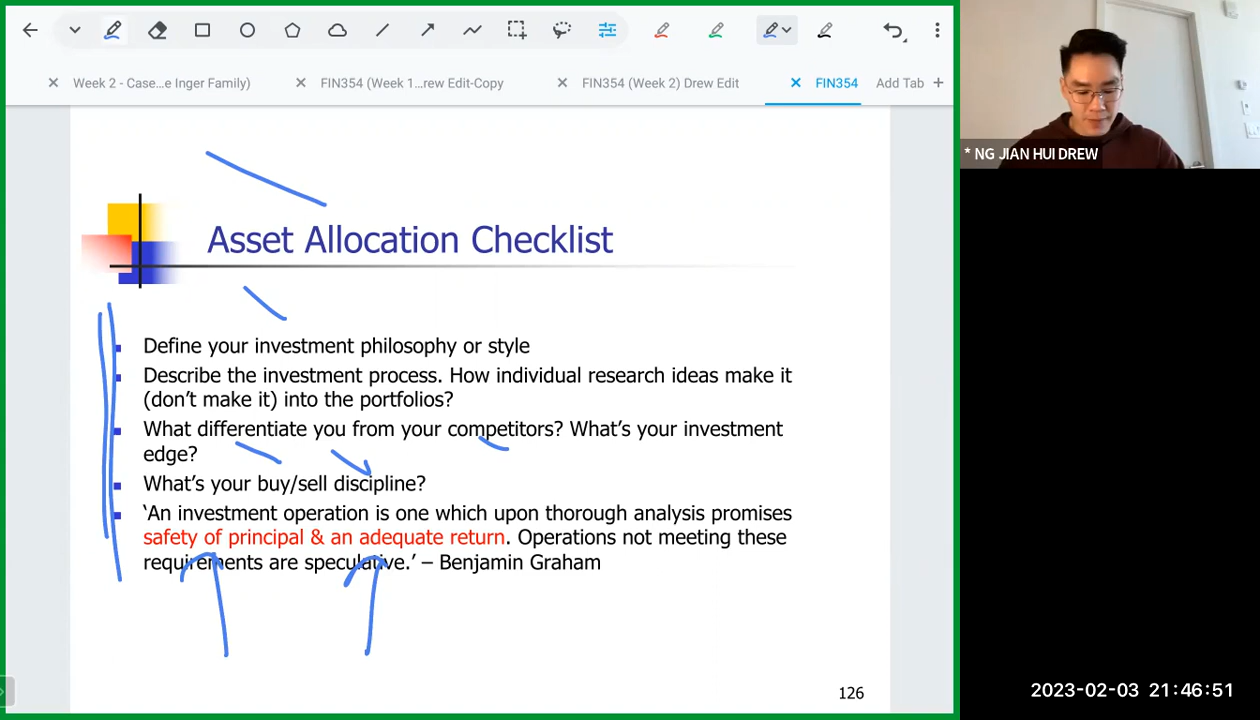 Week 2 - Case...e Inger Family)
FIN354 (Week 1...rew Edit-Copy
FIN354 (Week 2) Drew Edit
FIN354
Add Tab
* NG JIAN HUI DREW
Asset Allocation Checklist
Define your investment philosophy or style
Describe the investment process. How individual research ideas make it
(don’t make it) into the portfolios?
What differentiate you from your competitors? What’s your investment
edge?
What’s your buy/sell discipline?
‘An investment operation is one which upon thorough analysis promises
safety of principal & an adequate return. Operations not meeting these
requirements are speculative.’ – Benjamin Graham
126
2023-02-03 21:46:51